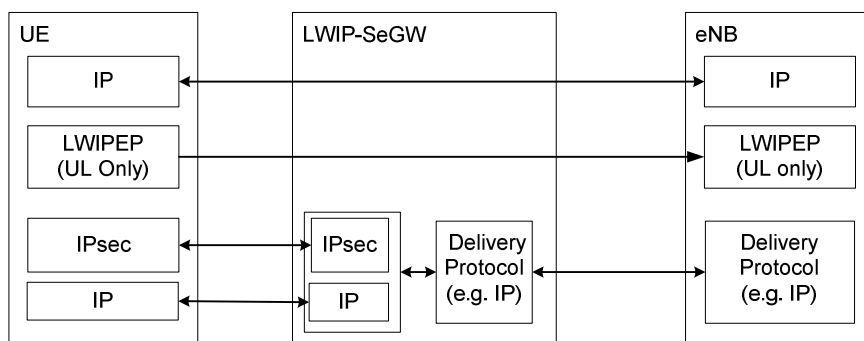 UE
LWIP-SeGW
eNB
IP
IP
LWIPEP
(UL Only)
LWIPEP
(UL only)
IPsec
IPsec
Delivery
Protocol
(e.g. IP)
Delivery
Protocol
(e.g. IP)
IP
IP